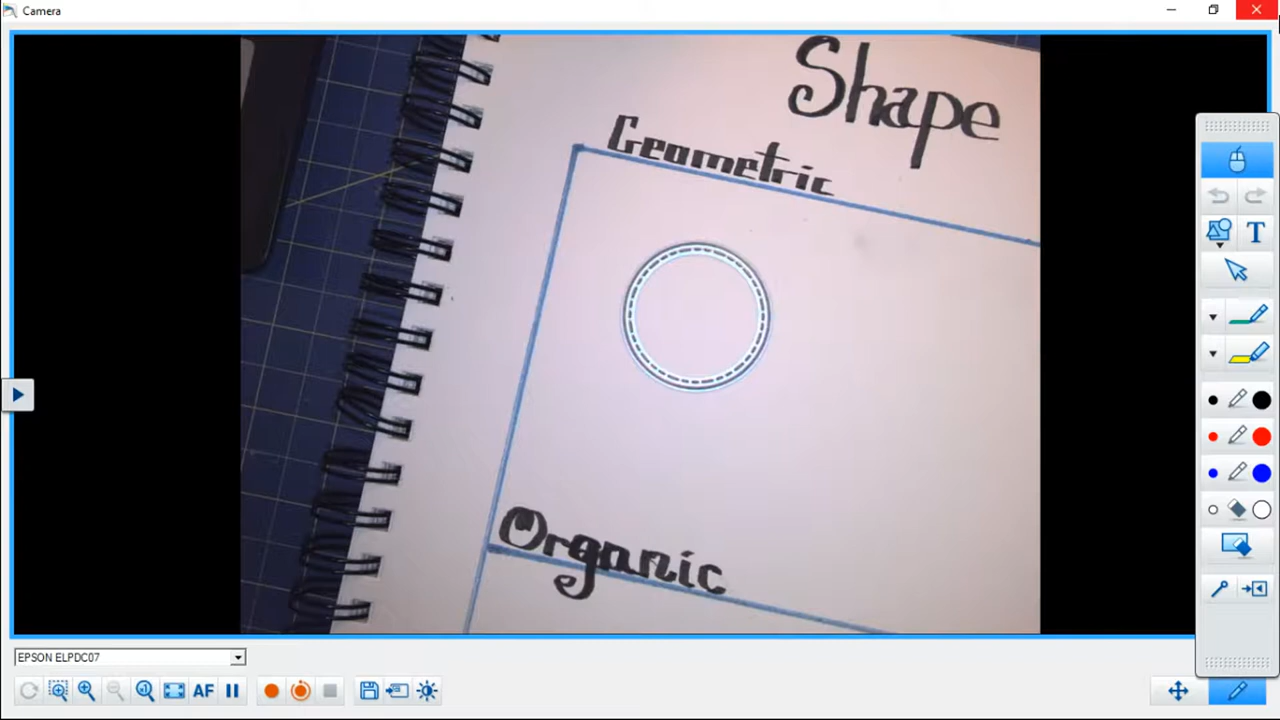 Camera
Shape
Geometric
Organic
T
EPSON ELPDC07
AF